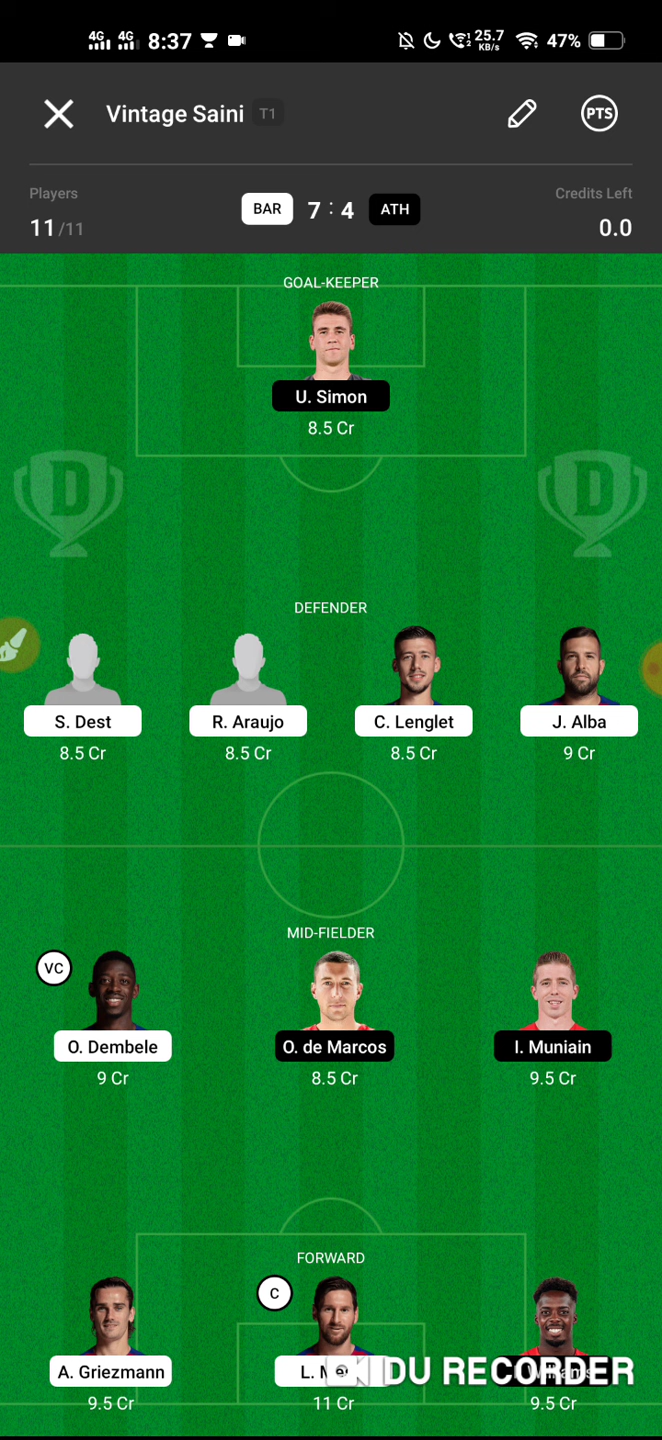 4G 4G 8:37 25.7 KB/s 47%
Vintage Saini T1 PTS
Players BAR 7 : 4 ATH Credits Left
11/11 0.0
GOAL-KEEPER
U. Simon
8.5 Cr
D D
DEFENDER
S. Dest R. Araujo C. Lenglet J. Alba
8.5 Cr 8.5 Cr 8.5 Cr 9 Cr
MID-FIELDER
VC
O. Dembele O. de Marcos I. Muniain
9 Cr 8.5 Cr 9.5 Cr
FORWARD
C
A. Griezmann L. DU RECORDER
9.5 Cr 11 Cr 9.5 Cr